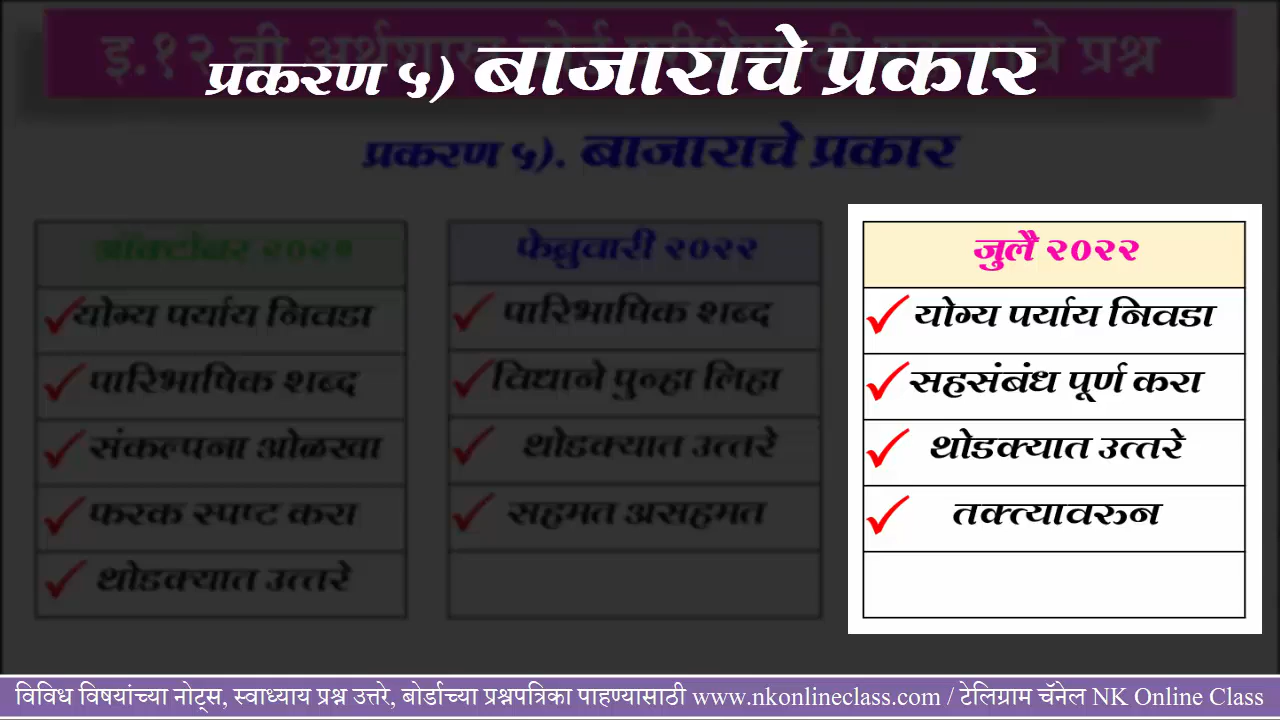 प्रकरण ५) बाजाराचे प्रकार
प्रकरण ५). बाजाराचे प्रकार
फेब्रुवारी २०२२
जुलै २०२२
योग्य पर्याय निवडा
पारिभाषिक शब्द
योग्य पर्याय निवडा
पारिभाषिक शब्द
विधाने पुन्हा लिहा
सहसंबंध पूर्ण करा
संकल्पना ओळखा
थोडक्यात उत्तरे
थोडक्यात उत्तरे
फरक स्पष्ट करा
सहमत असहमत
तक्त्यावरून
थोडक्यात उत्तरे
विविध विषयांच्या नोट्स, स्वाध्याय प्रश्न उत्तरे, बोर्डाच्या प्रश्नपत्रिका पाहण्यासाठी www.nkonlineclass.com / टेलिग्राम चॅनेल NK Online Class